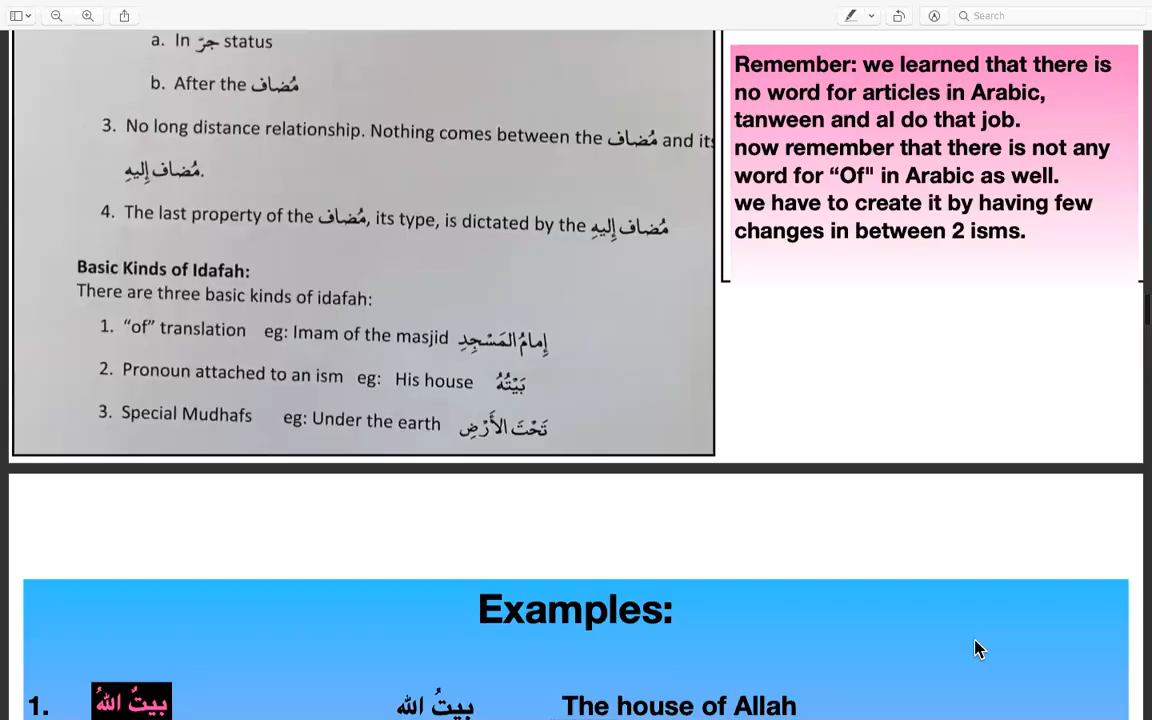 Search
a. In جرّ status
b. After the مُضاف
Remember: we learned that there is
no word for articles in Arabic,
tanween and al do that job.
now remember that there is not any
word for “Of" in Arabic as well.
we have to create it by having few
changes in between 2 isms.
3. No long distance relationship. Nothing comes between the مُضاف and its
مُضاف إِليهِ.
4. The last property of the مُضاف, its type, is dictated by the مُضاف إِليهِ
Basic Kinds of Idafah:
There are three basic kinds of idafah:
1. “of” translation eg: Imam of the masjid إِمامُ المَسْجِدِ
2. Pronoun attached to an ism eg: His house بَيْتُهُ
3. Special Mudhafs eg: Under the earth تَحْتَ الأَرْضِ
Examples:
1. بيتٌ اللهُ بيتُ الله The house of Allah